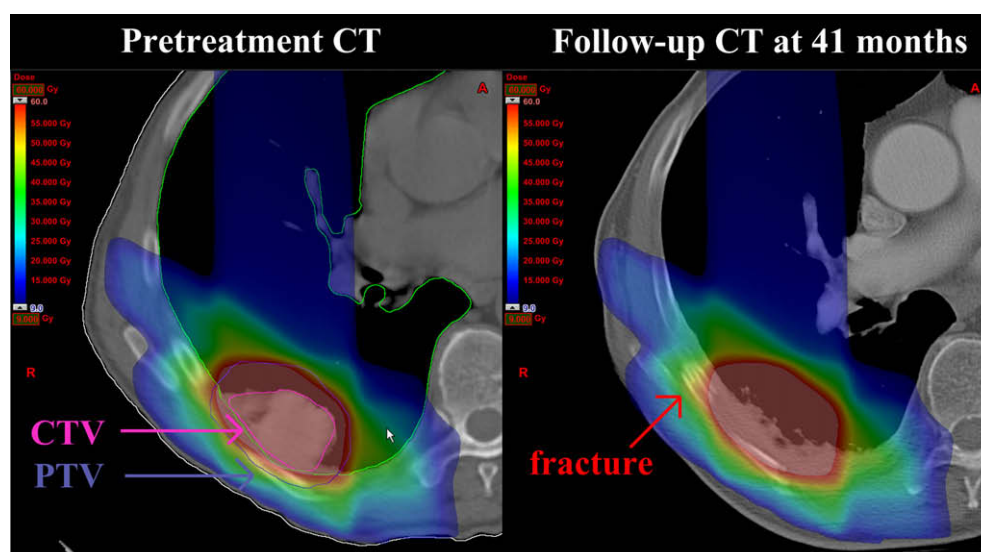 Pretreatment CT
Follow-up CT at 41 months
Dose
60.000 Gy
60.0
55.000 Gy
50.000 Gy
45.000 Gy
40.000 Gy
35.000 Gy
30.000 Gy
25.000 Gy
20.000 Gy
15.000 Gy
9.0
9.000 Gy
A
R
CTV
PTV
Dose
60.000 Gy
60.0
55.000 Gy
50.000 Gy
45.000 Gy
40.000 Gy
35.000 Gy
30.000 Gy
25.000 Gy
20.000 Gy
15.000 Gy
9.0
9.000 Gy
A
R
fracture